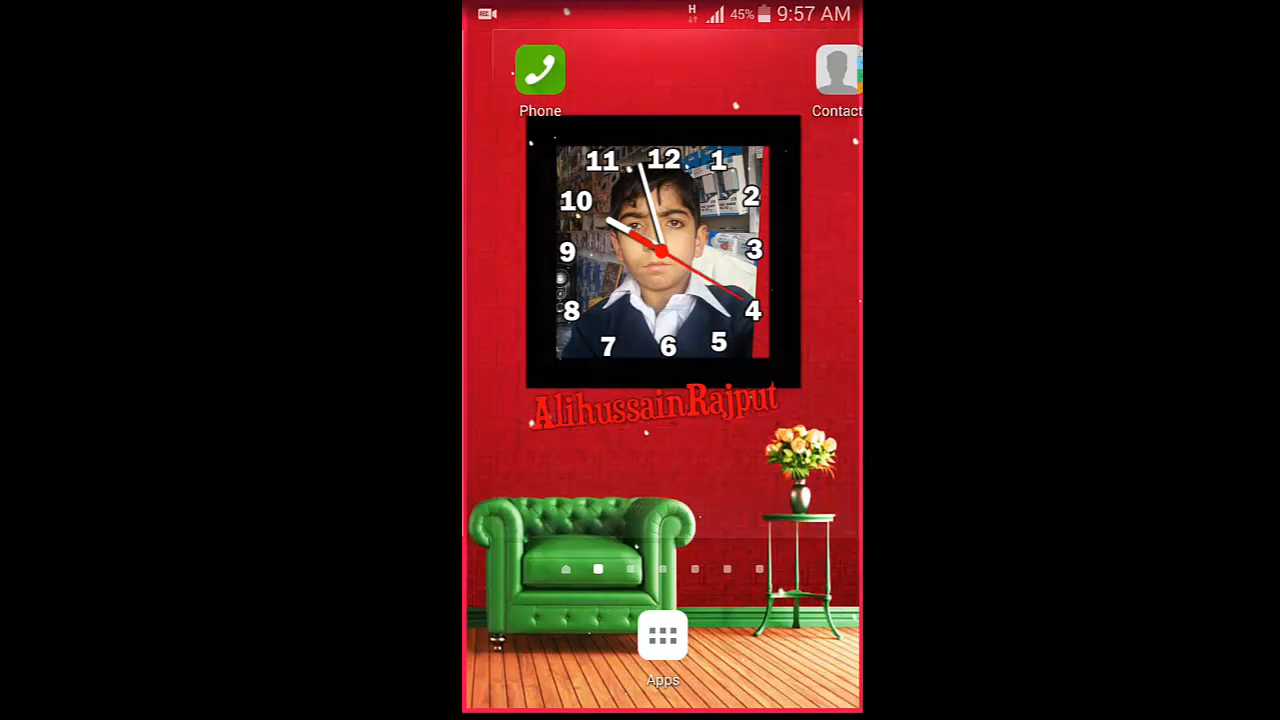 REC H 45% 9:57 AM
Phone Contact
11 12 1
10 2
9 3
8 4
7 6 5
AlihussainRajput
Apps